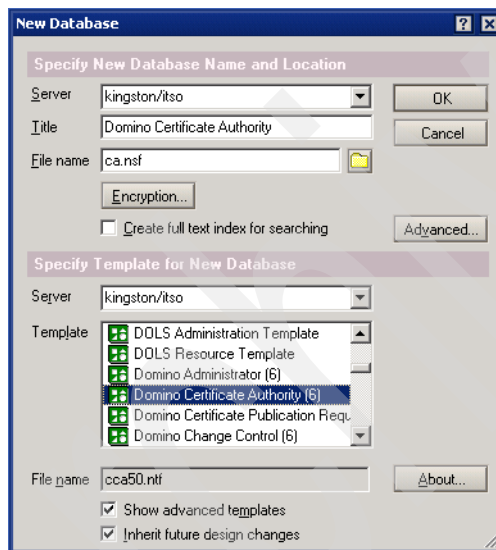 New Database
Specify New Database Name and Location
Server kingston/itso OK
Title Domino Certificate Authority Cancel
File name ca.nsf
Encryption...
Create full text index for searching Advanced...
Specify Template for New Database
Server kingston/itso
Template DOLS Administration Template
DOLS Resource Template
Domino Administrator (6)
Domino Certificate Authority (6)
Domino Certificate Publication Requ
Domino Change Control (6)
File name cca50.ntf About...
Show advanced templates
Inherit future design changes